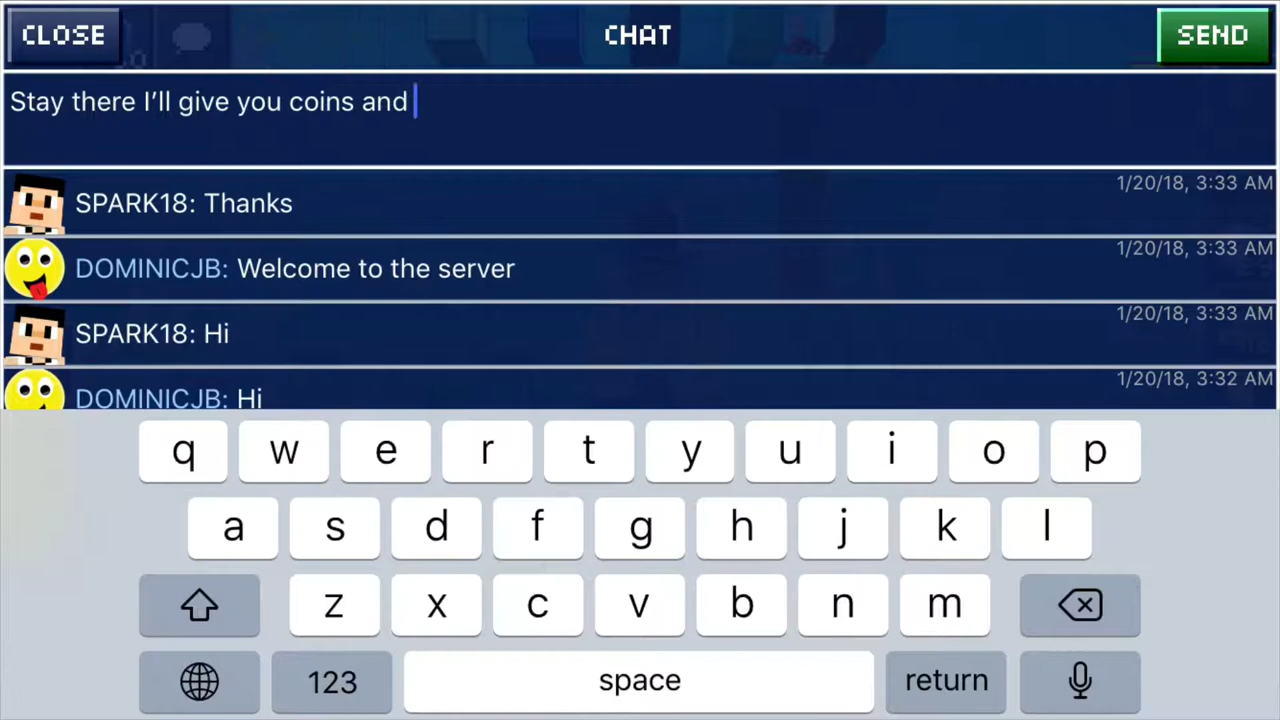 CLOSE
CHAT
SEND
Stay there I’ll give you coins and
1/20/18, 3:33 AM
SPARK18: Thanks
1/20/18, 3:33 AM
DOMINICJB: Welcome to the server
1/20/18, 3:33 AM
SPARK18: Hi
1/20/18, 3:32 AM
DOMINICJB: Hi
q w e r t y u i o p
a s d f g h j k l
z x c v b n m
123 space return